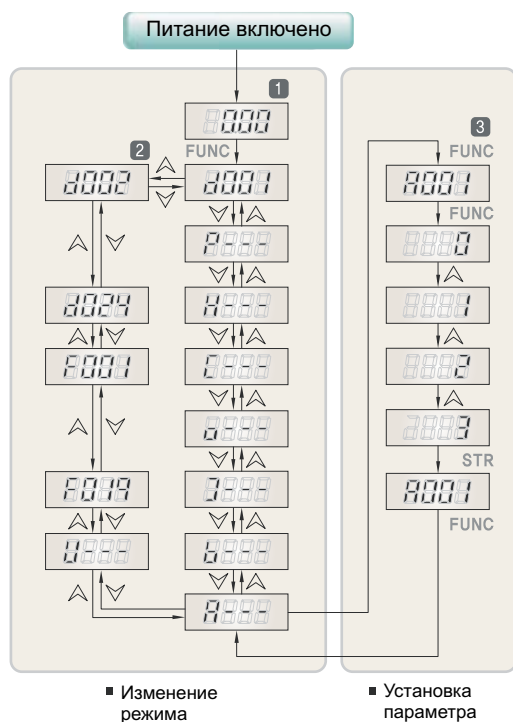 Питание включено
1
0.00
2
FUNC
3
FUNC
d002
d001
A001
FUNC
P---
0
d024
H---
1
F001
C---
2
o---
3
STR
F019
J---
A001
FUNC
U---
b---
A---
■ Изменение
режима
■ Установка
параметра